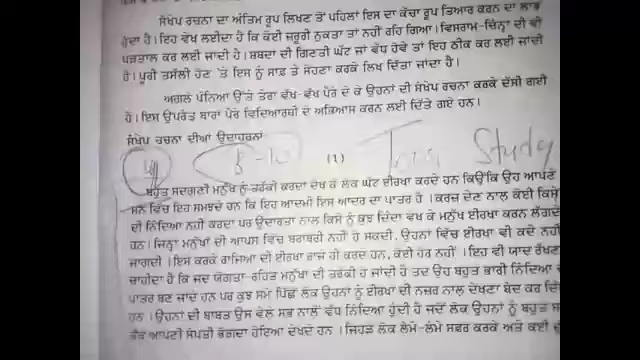 ਸੰਖੇਪ ਰਚਨਾ ਦਾ ਅੰਤਿਮ ਰੂਪ ਲਿਖਣ ਤੋਂ ਪਹਿਲਾਂ ਇਸ ਦਾ ਕੱਚਾ ਰੂਪ ਤਿਆਰ ਕਰਨ ਦਾ ਲਾਭ
ਹੁੰਦਾ ਹੈ। ਇਹ ਵੇਖ ਲਈਦਾ ਹੈ ਕਿ ਕੋਈ ਜ਼ਰੂਰੀ ਨੁਕਤਾ ਤਾਂ ਨਹੀਂ ਰਹਿ ਗਿਆ। ਵਿਸਰਾਮ-ਚਿੰਨ੍ਹਾਂ ਦੀ ਵੀ
ਪੜਤਾਲ ਕਰ ਲਈ ਜਾਂਦੀ ਹੈ। ਸ਼ਬਦਾਂ ਦੀ ਗਿਣਤੀ ਘੱਟ ਜਾਂ ਵੱਧ ਹੋਵੇ ਤਾਂ ਇਹ ਠੀਕ ਕਰ ਲਈ ਜਾਂਦੀ
ਹੈ। ਪੂਰੀ ਤਸੱਲੀ ਹੋਣ 'ਤੇ ਇਸ ਨੂੰ ਸਾਫ਼ ਤੇ ਸੋਹਣਾ ਕਰਕੇ ਲਿਖ ਦਿੱਤਾ ਜਾਂਦਾ ਹੈ।
ਅਗਲੇ ਪੰਨਿਆਂ ਉੱਤੇ ਤੇਰਾਂ ਵੱਖ-ਵੱਖ ਪੈਰੇ ਦੇ ਕੇ ਉਹਨਾਂ ਦੀ ਸੰਖੇਪ ਰਚਨਾ ਕਰਕੇ ਦੱਸੀ ਗਈ
ਹੈ। ਇਸ ਉਪਰੰਤ ਬਾਰਾਂ ਪੈਰੇ ਵਿਦਿਆਰਥੀ ਦੇ ਅਭਿਆਸ ਕਰਨ ਲਈ ਦਿੱਤੇ ਗਏ ਹਨ।
ਸੰਖੇਪ ਰਚਨਾ ਦੀਆਂ ਉਦਾਹਰਨਾਂ
8-10 (1) Study
ਬਹੁਤ ਸਦਗੁਣੀ ਮਨੁੱਖ ਨੂੰ ਤਰੱਕੀ ਕਰਦਾ ਦੇਖ ਕੇ ਲੋਕ ਘੱਟ ਈਰਖਾ ਕਰਦੇ ਹਨ ਕਿਉਂਕਿ ਉਹ ਆਪਣੇ
ਮਨ ਵਿੱਚ ਇਹ ਸਮਝਦੇ ਹਨ ਕਿ ਇਹ ਆਦਮੀ ਇਸ ਆਦਰ ਦਾ ਪਾਤਰ ਹੈ। ਕਰਜ਼ ਦੇਣ ਨਾਲ ਕੋਈ ਕਿਸੇ
ਦੀ ਨਿੰਦਿਆ ਨਹੀਂ ਕਰਦਾ ਪਰ ਉਦਾਰਤਾ ਨਾਲ ਕਿਸੇ ਨੂੰ ਕੁਝ ਦਿੰਦਾ ਵੇਖ ਕੇ ਮਨੁੱਖ ਈਰਖਾ ਕਰਨ ਲੱਗਦੇ
ਹਨ। ਜਿਨ੍ਹਾਂ ਮਨੁੱਖਾਂ ਦੀ ਆਪਸ ਵਿੱਚ ਬਰਾਬਰੀ ਨਹੀਂ ਹੋ ਸਕਦੀ, ਉਹਨਾਂ ਵਿੱਚ ਈਰਖਾ ਵੀ ਕਦੇ ਨਹੀਂ
ਜਾਗਦੀ। ਇਸ ਕਰਕੇ ਰਾਜਿਆਂ ਦੀ ਈਰਖਾ ਰਾਜੇ ਹੀ ਕਰਦੇ ਹਨ, ਕੋਈ ਹੋਰ ਨਹੀਂ। ਇਹ ਵੀ ਯਾਦ ਰੱਖਣਾ
ਚਾਹੀਦਾ ਹੈ ਕਿ ਜਦ ਯੋਗਤਾ-ਰਹਿਤ ਮਨੁੱਖਾਂ ਦੀ ਤਰੱਕੀ ਹੋ ਜਾਂਦੀ ਹੈ ਤਦ ਉਹ ਬਹੁਤ ਭਾਰੀ ਨਿੰਦਿਆ ਦੇ
ਪਾਤਰ ਬਣ ਜਾਂਦੇ ਹਨ ਪਰ ਕੁਝ ਸਮੇਂ ਪਿੱਛੋਂ ਲੋਕ ਉਹਨਾਂ ਨੂੰ ਈਰਖਾ ਦੀ ਨਜ਼ਰ ਨਾਲ ਦੇਖਣਾ ਬੰਦ ਕਰ
ਹਨ। ਉਹਨਾਂ ਦੀ ਬਾਬਤ ਉਸ ਵੇਲੇ ਸਭ ਨਾਲੋਂ ਵੱਧ ਨਿੰਦਿਆ ਹੁੰਦੀ ਹੈ ਜਦੋਂ ਲੋਕ ਉਹਨਾਂ ਨੂੰ ਬਹੁਤ
ਤੱਕ ਆਪਣੀ ਸੰਪਤੀ ਭੋਗਦਾ ਹੋਇਆ ਦੇਖਦੇ ਹਨ। ਜਿਹੜੇ ਲੋਕ ਲੰਮੇ-ਲੰਮੇ ਸਫ਼ਰ ਕਰਕੇ ਅਤੇ ਕਈ